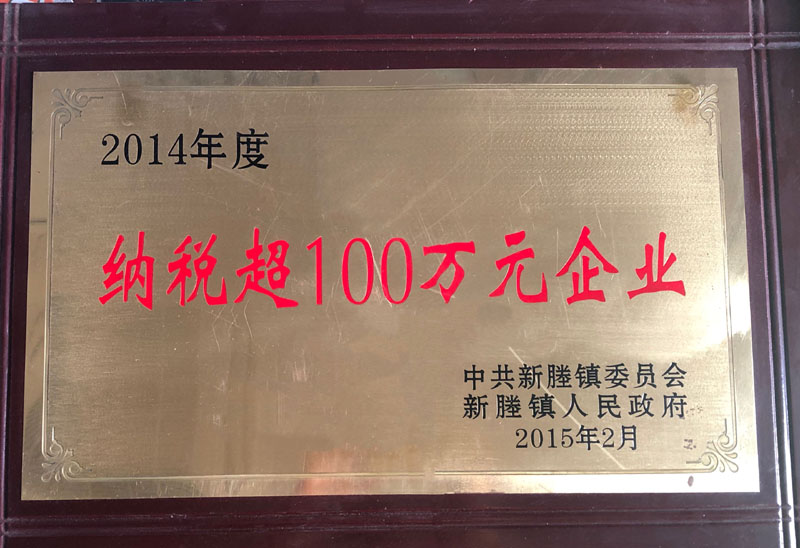 2014年度
纳税超100万元企业
中共新塍镇委员会
新塍镇人民政府
2015年2月